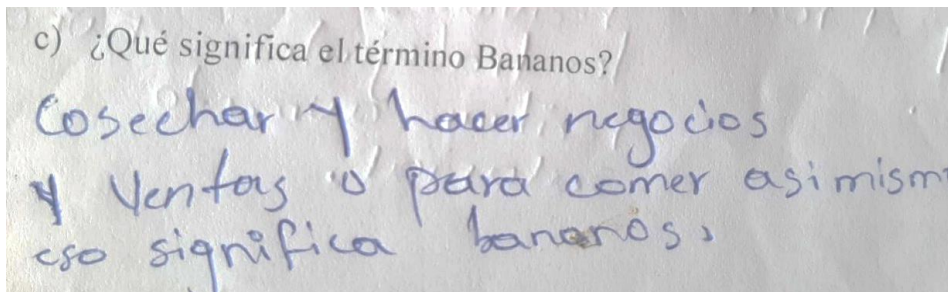 c) ¿Qué significa el término Bananos?
Cosechar y hacer negocios
y Ventas o para comer asimism
eso significa bananos,